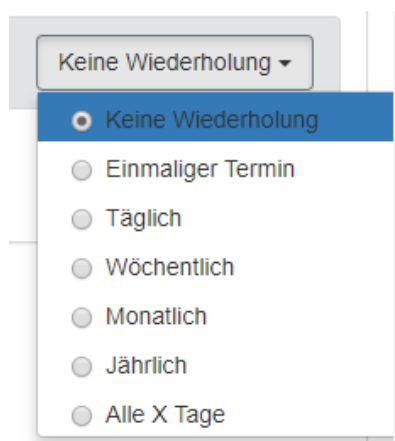 Keine Wiederholung
Keine Wiederholung
Einmaliger Termin
Täglich
Wöchentlich
Monatlich
Jährlich
Alle X Tage